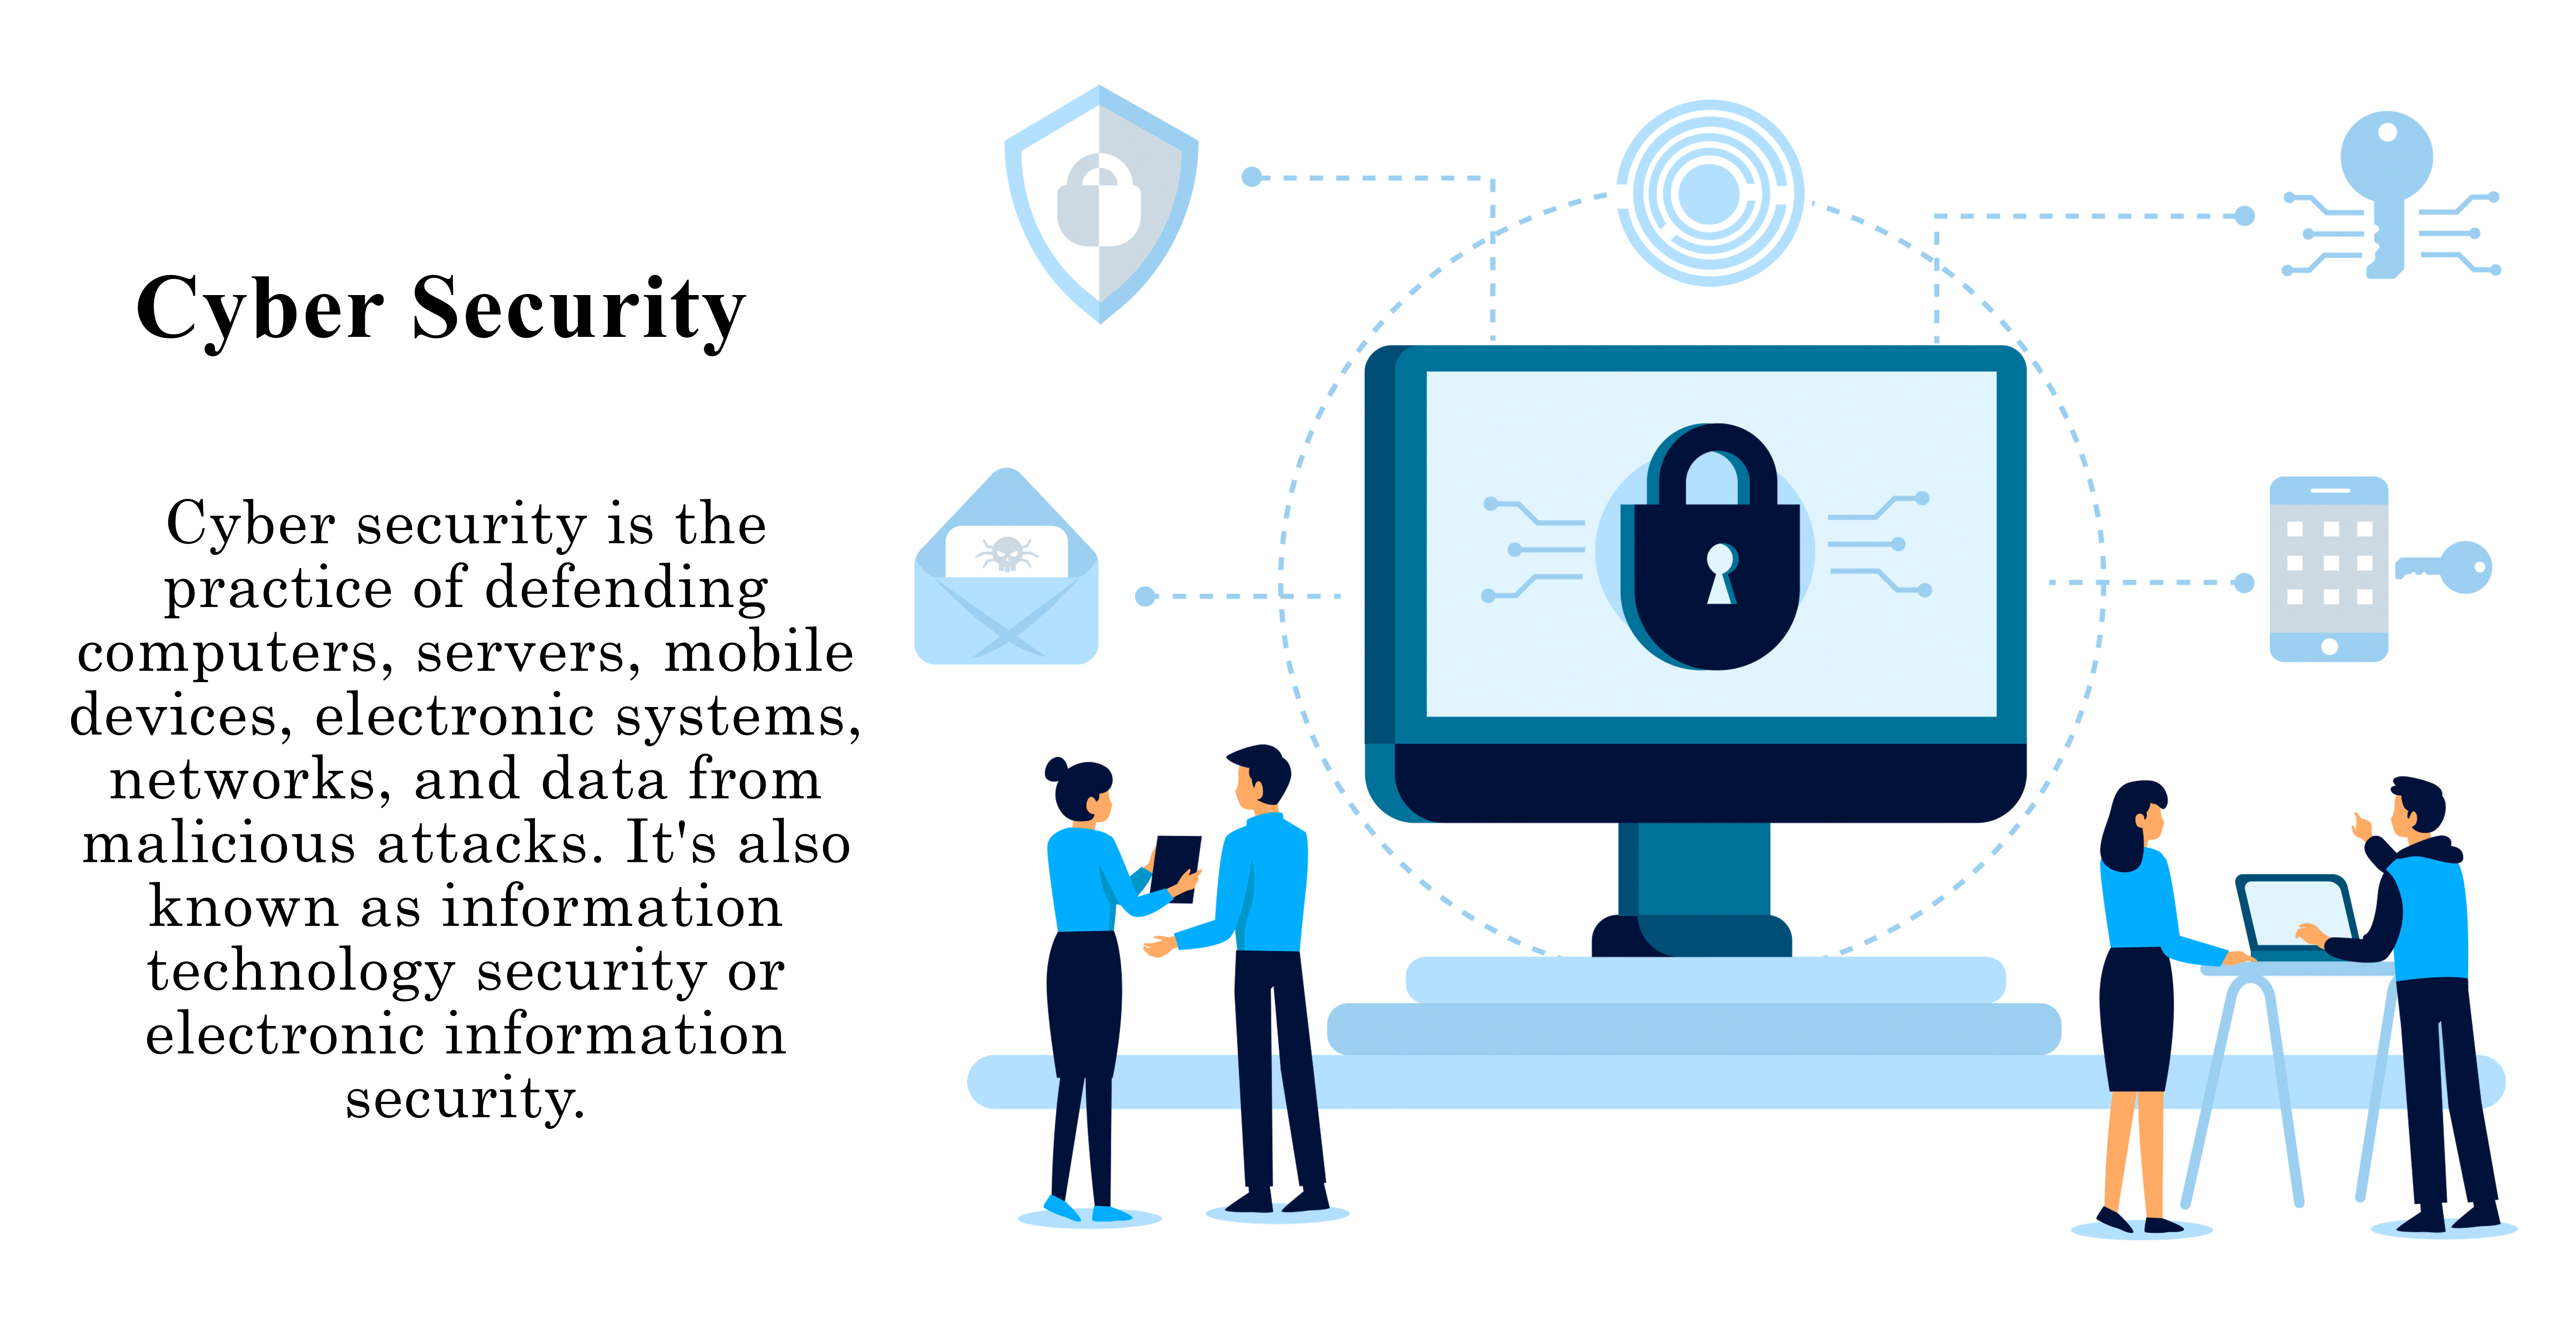 Cyber Security
Cyber security is the
practice of defending
computers, servers, mobile
devices, electronic systems,
networks, and data from
malicious attacks. It's also
known as information
technology security or
electronic information
security.